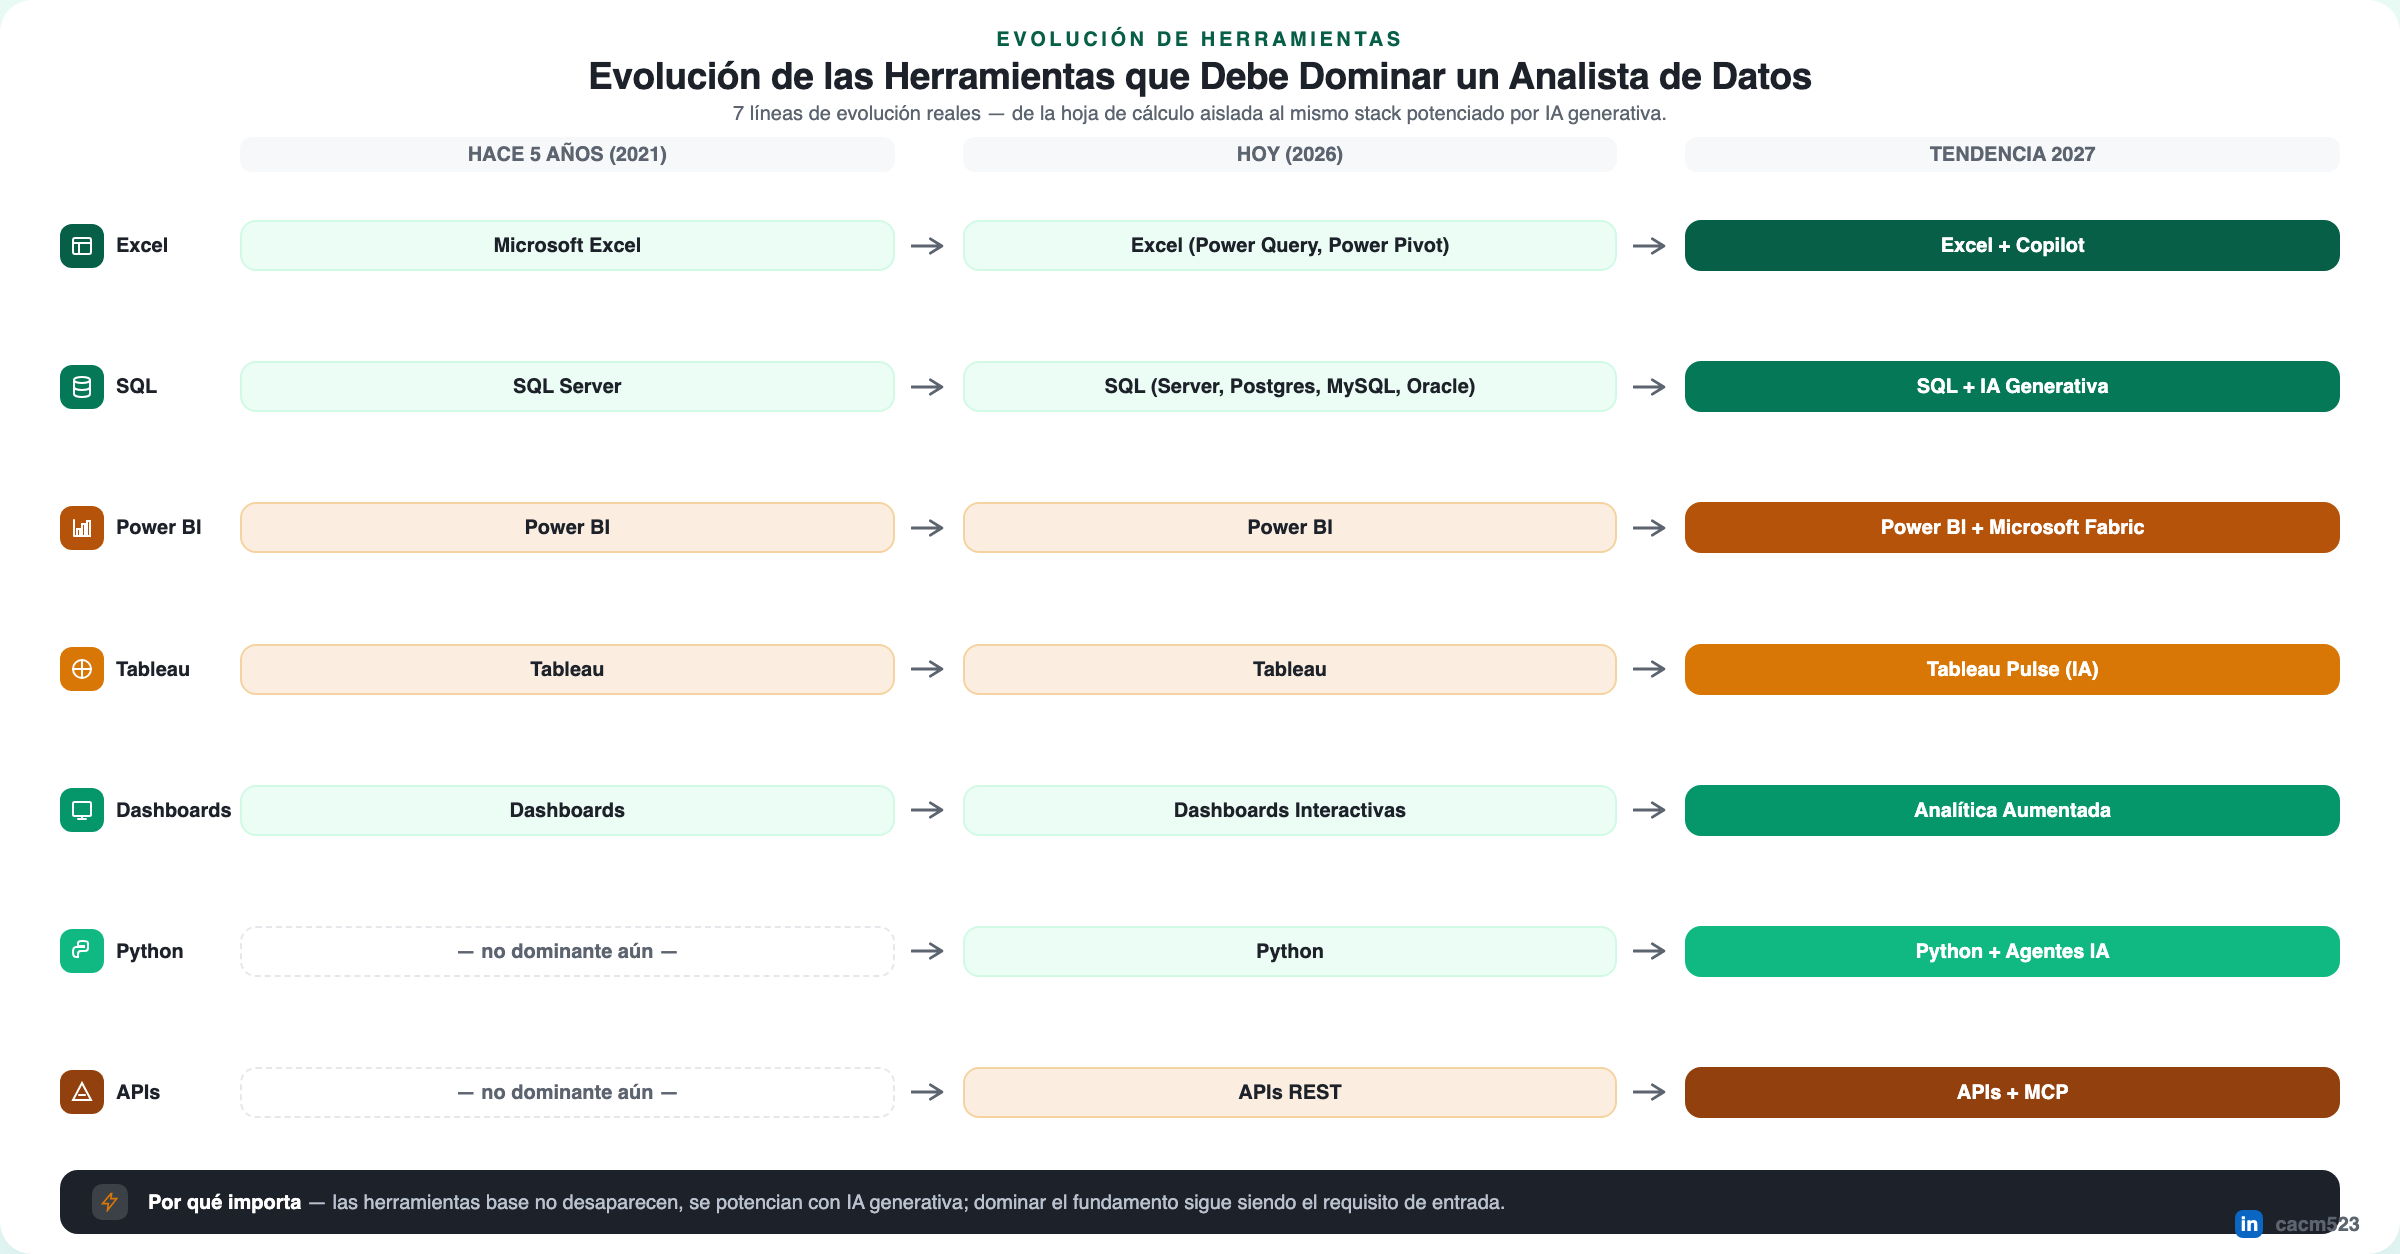 EVOLUCIÓN DE HERRAMIENTAS
Evolución de las Herramientas que Debe Dominar un Analista de Datos
7 líneas de evolución reales — de la hoja de cálculo aislada al mismo stack potenciado por IA generativa.
HACE 5 AÑOS (2021)
HOY (2026)
TENDENCIA 2027
Excel
Microsoft Excel
Excel (Power Query, Power Pivot)
Excel + Copilot
SQL
SQL Server
SQL (Server, Postgres, MySQL, Oracle)
SQL + IA Generativa
Power BI
Power BI
Power BI
Power BI + Microsoft Fabric
Tableau
Tableau
Tableau
Tableau Pulse (IA)
Dashboards
Dashboards
Dashboards Interactivas
Analítica Aumentada
Python
— no dominante aún —
Python
Python + Agentes IA
APIs
— no dominante aún —
APIs REST
APIs + MCP
Por qué importa — las herramientas base no desaparecen, se potencian con IA generativa; dominar el fundamento sigue siendo el requisito de entrada.
in cacm523